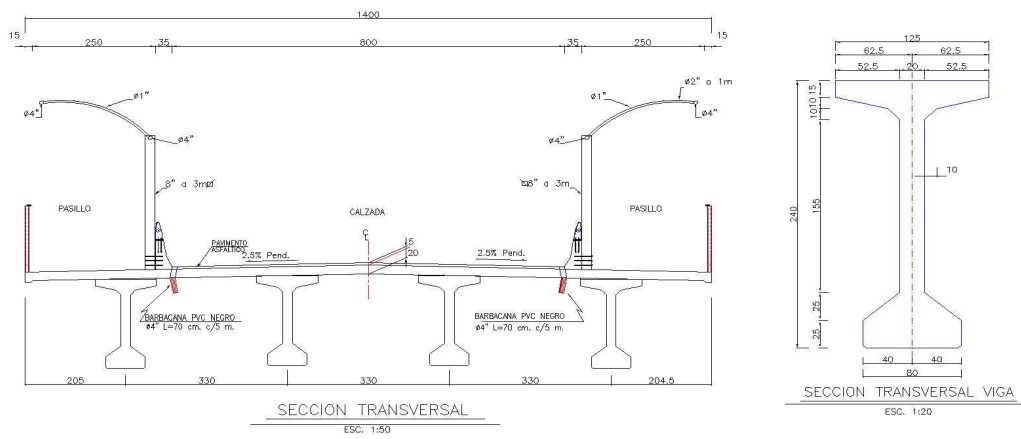 1400
15 250 35 800 35 250 15
ø1"
ø4"
ø4"
8" a 3m
PASILLO
PAVIMENTO
ASFALTICO
2.5% Pend.
CALZADA
5
20
2.5% Pend.
ø1"
ø2" a 1m
ø4"
ø4"
8" a 3m
PASILLO
BARBACANA PVC NEGRO
ø4" L=70 cm. c/5 m.
BARBACANA PVC NEGRO
ø4" L=70 cm. c/5 m.
205 330 330 330 204.5
SECCION TRANSVERSAL
ESC. 1:50
125
62.5 62.5
52.5 20 52.5
15
10
10
155
240
25
25
10
40 40
80
SECCION TRANSVERSAL VIGA
ESC. 1:20